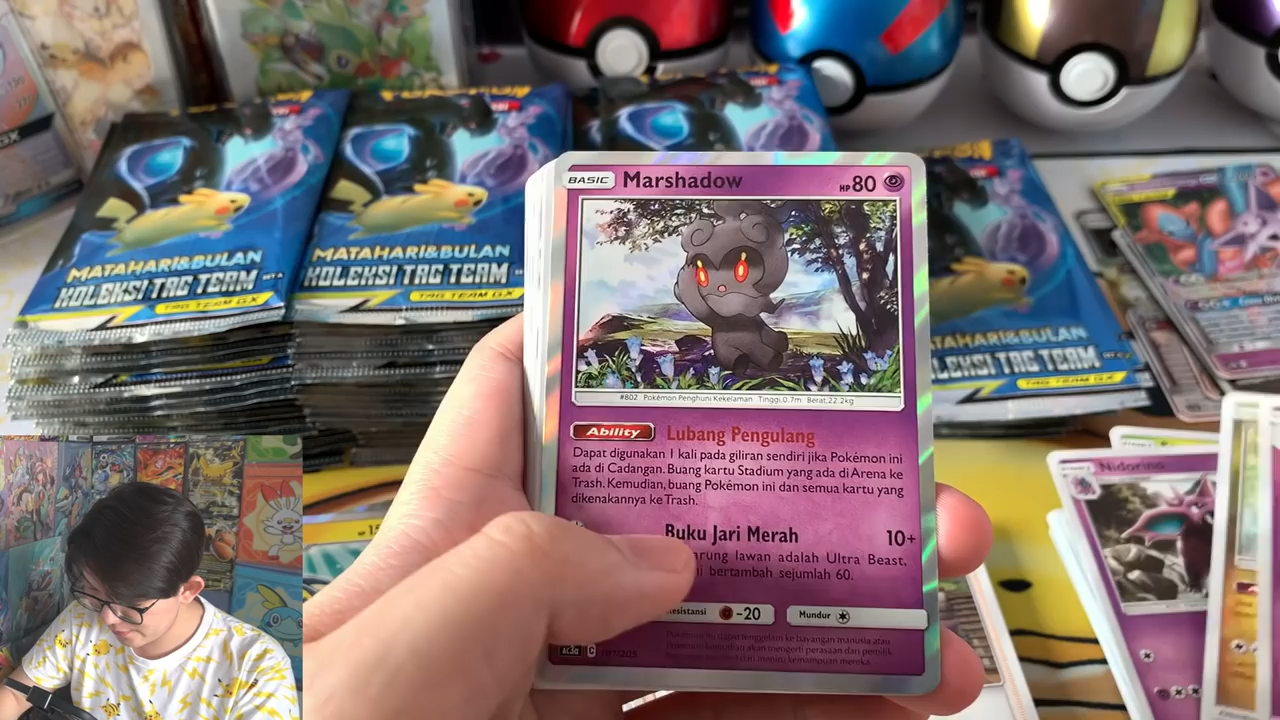 MATAHARI&BULAN
KOLEKSI TAG TEAM
SET A
TAG TEAM GX
MATAHARI&BULAN
KOLEKSI TAG TEAM
TAG TEAM GX
KOLEKSI TAG TEAM
TAG TEAM GX
BASIC Marshadow HP 80
#802 Pokémon Penghuni Kekelaman Tinggi,0.7m Berat,22.2kg
Ability Lubang Pengulang
Dapat digunakan 1 kali pada giliran sendiri jika Pokémon ini
ada di Cadangan. Buang kartu Stadium yang ada di Arena ke
Trash. Kemudian, buang Pokémon ini dan semua kartu yang
dikenakannya ke Trash.
Buku Jari Merah 10+
lawan adalah Ultra Beast,
bertambah sejumlah 60.
-20 Mundur
Nidorino